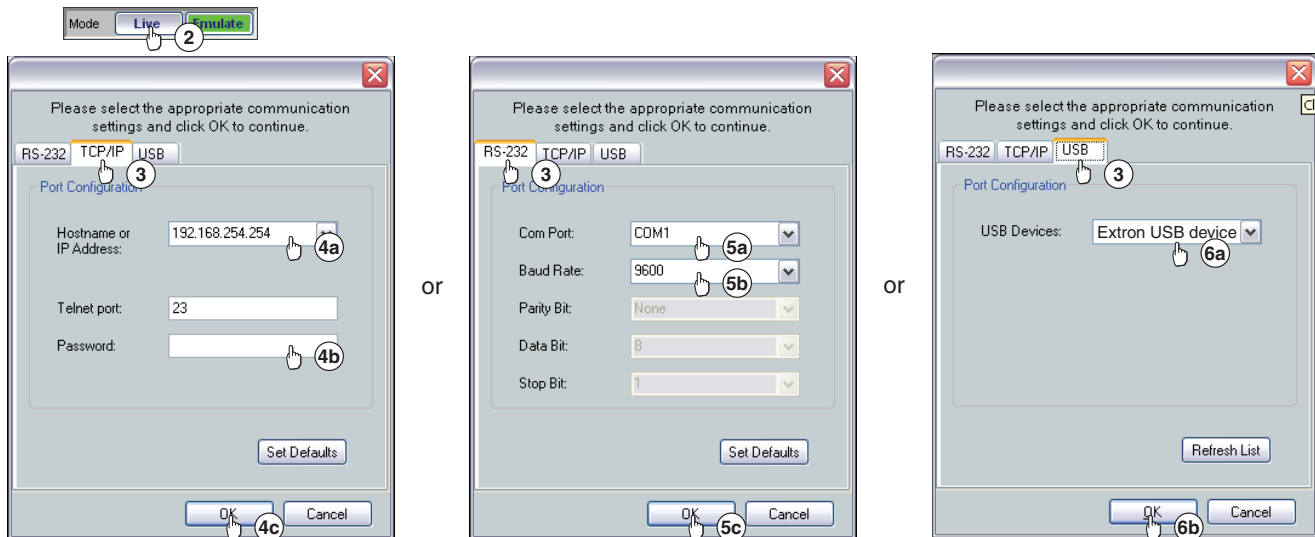 Mode Live Emulate
2
Please select the appropriate communication
settings and click OK to continue.
RS-232 TCP/IP USB
3
Port Configuration
Hostname or
IP Address:
192.168.254.254
4a
Telnet port: 23
Password:
4b
Set Defaults
OK Cancel
4c
or
Please select the appropriate communication
settings and click OK to continue.
RS-232 TCP/IP USB
3
Port Configuration
Com Port: COM1
5a
Baud Rate: 9600
5b
Parity Bit: None
Data Bit: 8
Stop Bit: 1
Set Defaults
OK Cancel
5c
or
Please select the appropriate communication
settings and click OK to continue.
RS-232 TCP/IP USB
3
Port Configuration
USB Devices: Extron USB device
6a
Refresh List
OK Cancel
6b